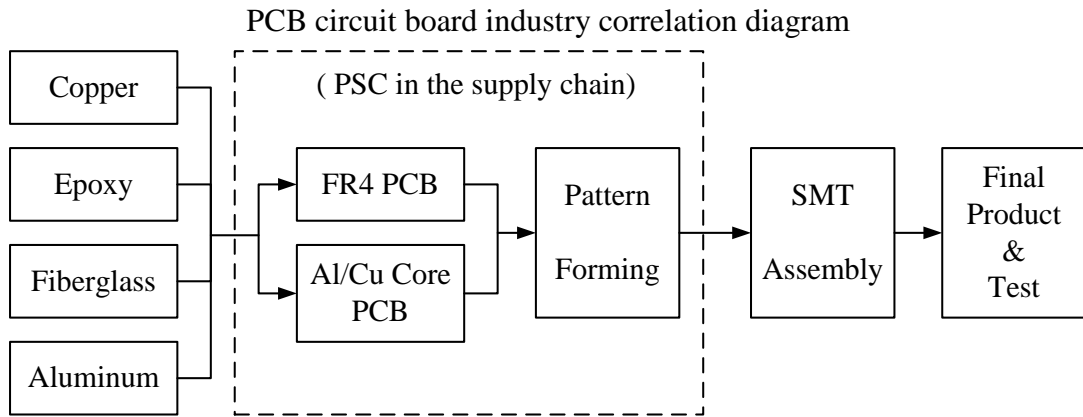 PCB circuit board industry correlation diagram
( PSC in the supply chain)
Copper
Epoxy
Fiberglass
Aluminum
FR4 PCB
Al/Cu Core
PCB
Pattern
Forming
SMT
Assembly
Final
Product
&
Test